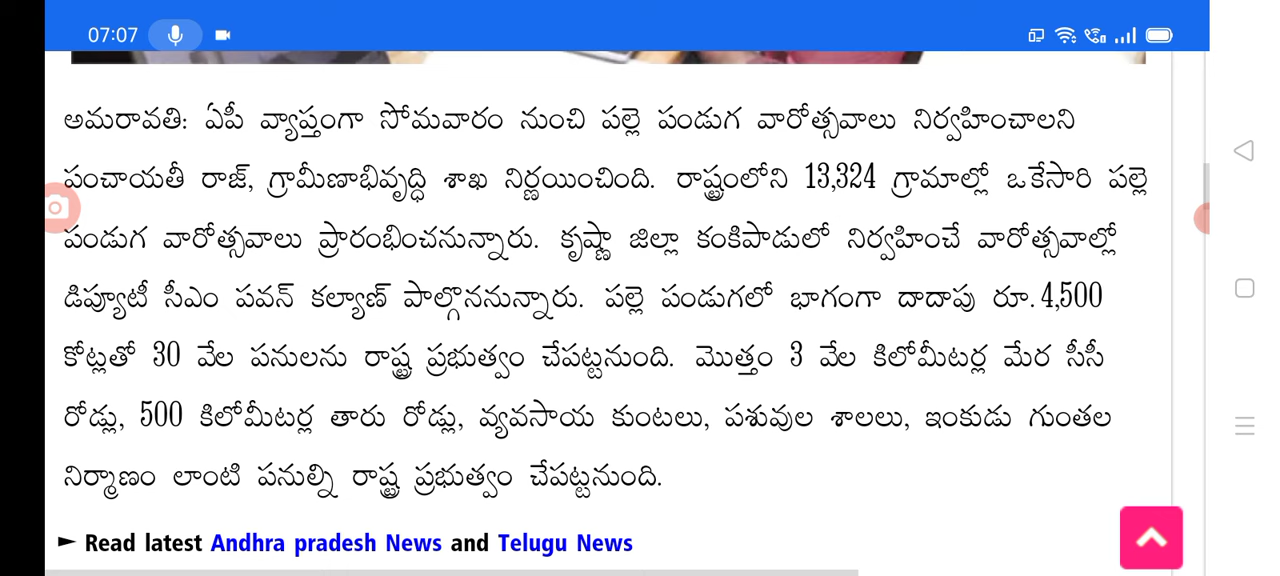 07:07
అమరావతి: ఏపీ వ్యాప్తంగా సోమవారం నుంచి పల్లె పండుగ వారోత్సవాలు నిర్వహించాలని
పంచాయతీ రాజ్, గ్రామీణాభివృద్ధి శాఖ నిర్ణయించింది. రాష్ట్రంలోని 13,324 గ్రామాల్లో ఒకేసారి పల్లె
పండుగ వారోత్సవాలు ప్రారంభించనున్నారు. కృష్ణా జిల్లా కంకిపాడులో నిర్వహించే వారోత్సవాల్లో
డిప్యూటీ సీఎం పవన్ కల్యాణ్ పాల్గొననున్నారు. పల్లె పండుగలో భాగంగా దాదాపు రూ.4,500
కోట్లతో 30 వేల పనులను రాష్ట్ర ప్రభుత్వం చేపట్టనుంది. మొత్తం 3 వేల కిలోమీటర్ల మేర సీసీ
రోడ్లు, 500 కిలోమీటర్ల తారు రోడ్లు, వ్యవసాయ కుంటలు, పశువుల శాలలు, ఇంకుడు గుంతల
నిర్మాణం లాంటి పనుల్ని రాష్ట్ర ప్రభుత్వం చేపట్టనుంది.
► Read latest Andhra pradesh News and Telugu News